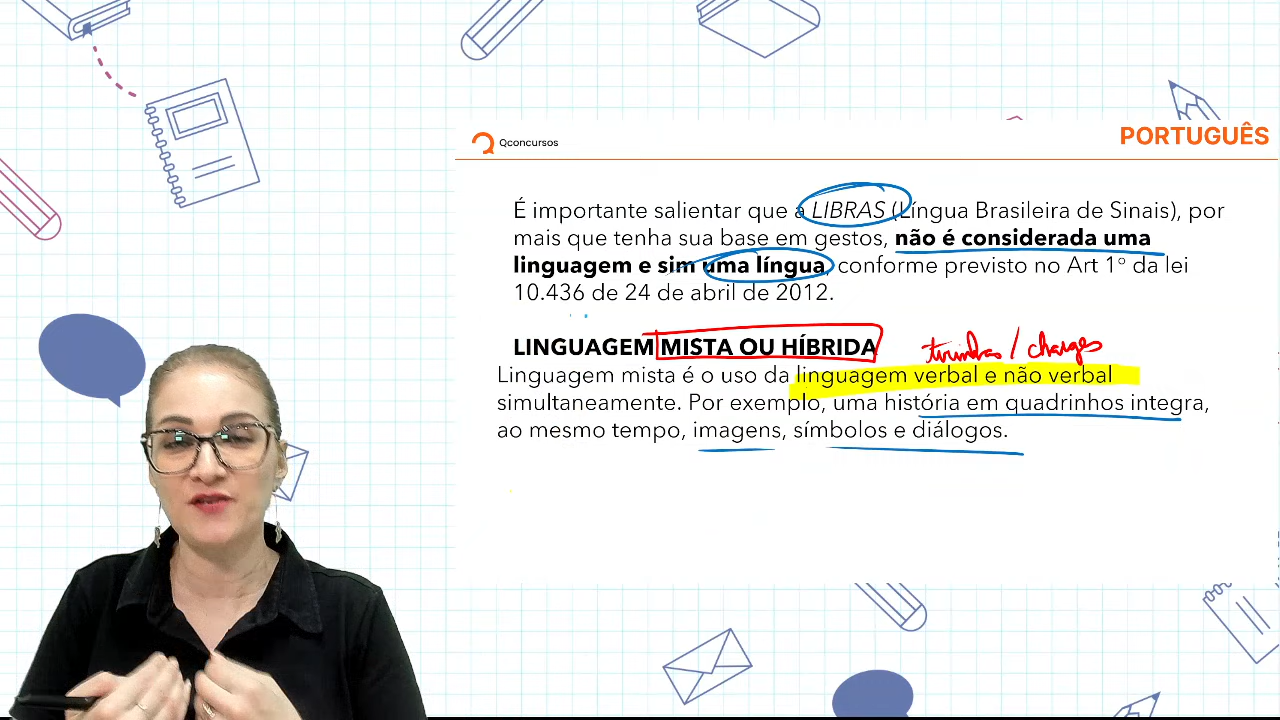 Qconcursos
PORTUGUÊS
É importante salientar que a LIBRAS (Língua Brasileira de Sinais), por
mais que tenha sua base em gestos, não é considerada uma
linguagem e sim uma língua, conforme previsto no Art 1° da lei
10.436 de 24 de abril de 2012.
LINGUAGEM MISTA OU HÍBRIDA
tirinhas / charges
Linguagem mista é o uso da linguagem verbal e não verbal
simultaneamente. Por exemplo, uma história em quadrinhos integra,
ao mesmo tempo, imagens, símbolos e diálogos.